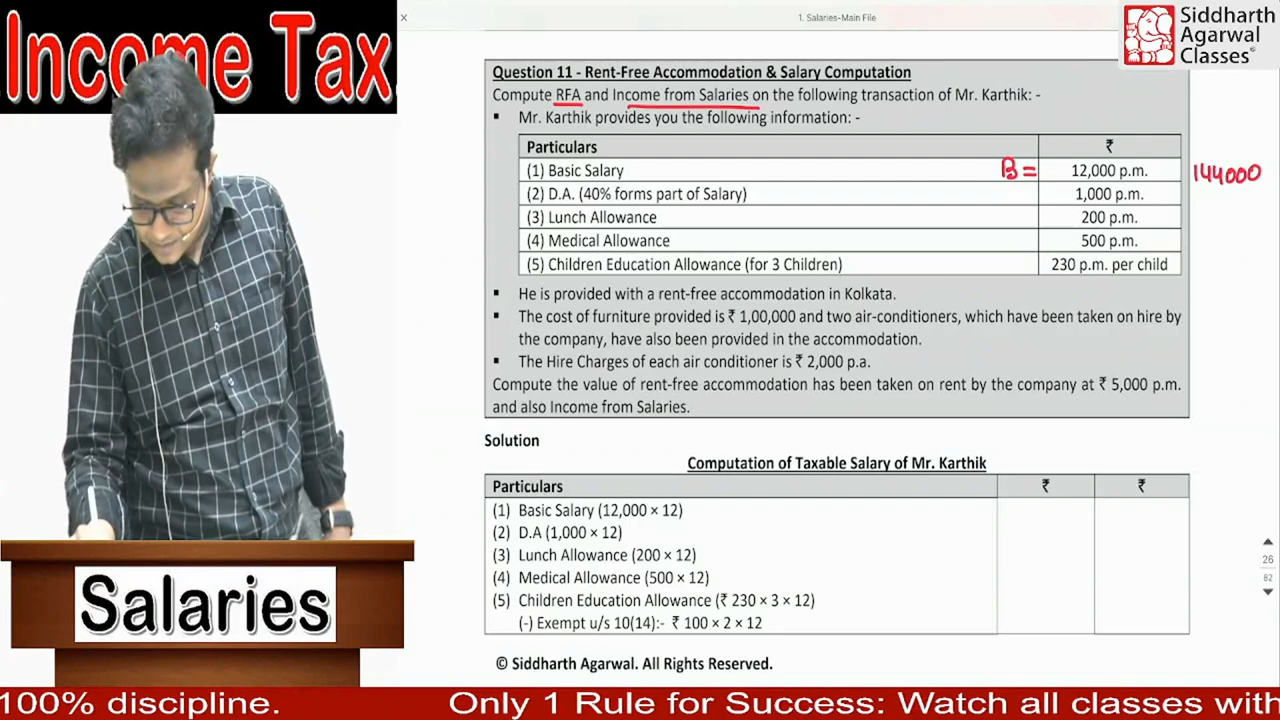 Income Tax
×
1. Salaries-Main File
Siddharth
Agarwal
Classes
Question 11 - Rent-Free Accommodation & Salary Computation
Compute RFA and Income from Salaries on the following transaction of Mr. Karthik: -
▪ Mr. Karthik provides you the following information: -
Particulars ₹
(1) Basic Salary B = 12,000 p.m. 144000
(2) D.A. (40% forms part of Salary) 1,000 p.m.
(3) Lunch Allowance 200 p.m.
(4) Medical Allowance 500 p.m.
(5) Children Education Allowance (for 3 Children) 230 p.m. per child
▪ He is provided with a rent-free accommodation in Kolkata.
▪ The cost of furniture provided is ₹ 1,00,000 and two air-conditioners, which have been taken on hire by
the company, have also been provided in the accommodation.
▪ The Hire Charges of each air conditioner is ₹ 2,000 p.a.
Compute the value of rent-free accommodation has been taken on rent by the company at ₹ 5,000 p.m.
and also Income from Salaries.
Solution
Computation of Taxable Salary of Mr. Karthik
Particulars ₹ ₹
(1) Basic Salary (12,000 × 12)
(2) D.A (1,000 × 12)
(3) Lunch Allowance (200 × 12)
(4) Medical Allowance (500 × 12)
(5) Children Education Allowance (₹ 230 × 3 × 12)
(-) Exempt u/s 10(14):- ₹ 100 × 2 × 12
26
82
Salaries
© Siddharth Agarwal. All Rights Reserved.
100% discipline. Only 1 Rule for Success: Watch all classes with